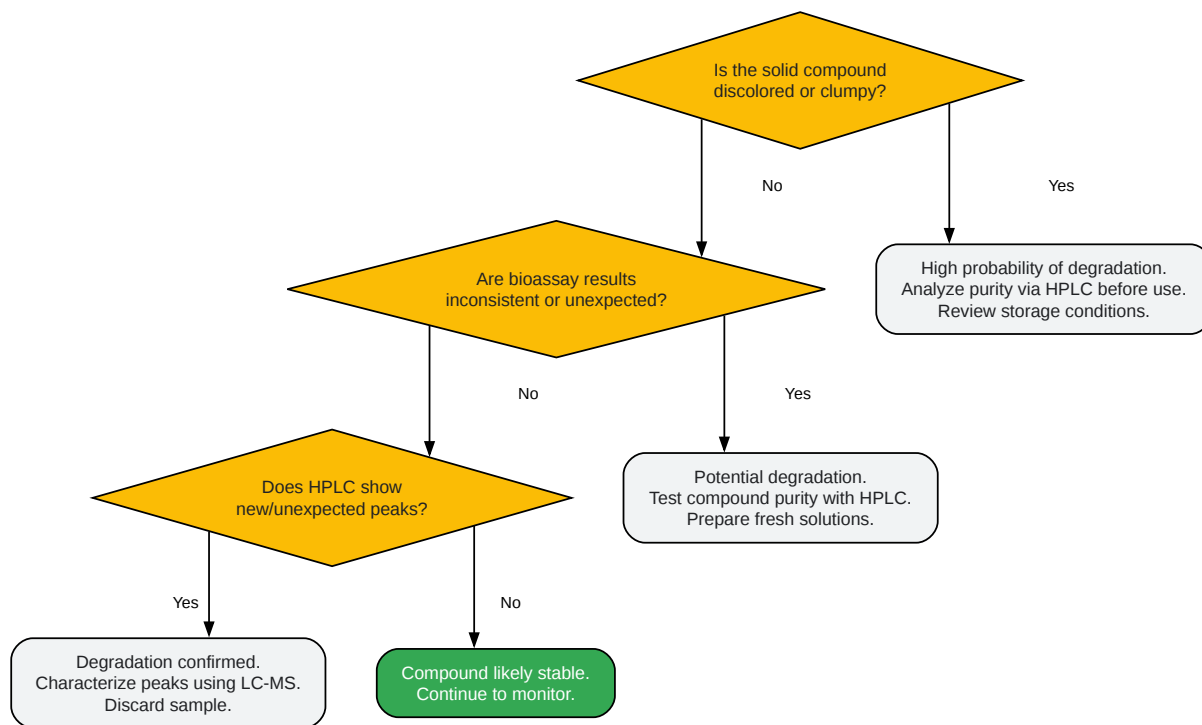 Is the solid compound
discolored or clumpy?
No
Yes
Are bioassay results
inconsistent or unexpected?
High probability of degradation.
Analyze purity via HPLC before use.
Review storage conditions.
No
Yes
Does HPLC show
new/unexpected peaks?
Potential degradation.
Test compound purity with HPLC.
Prepare fresh solutions.
Yes
No
Degradation confirmed.
Characterize peaks using LC-MS.
Discard sample.
Compound likely stable.
Continue to monitor.